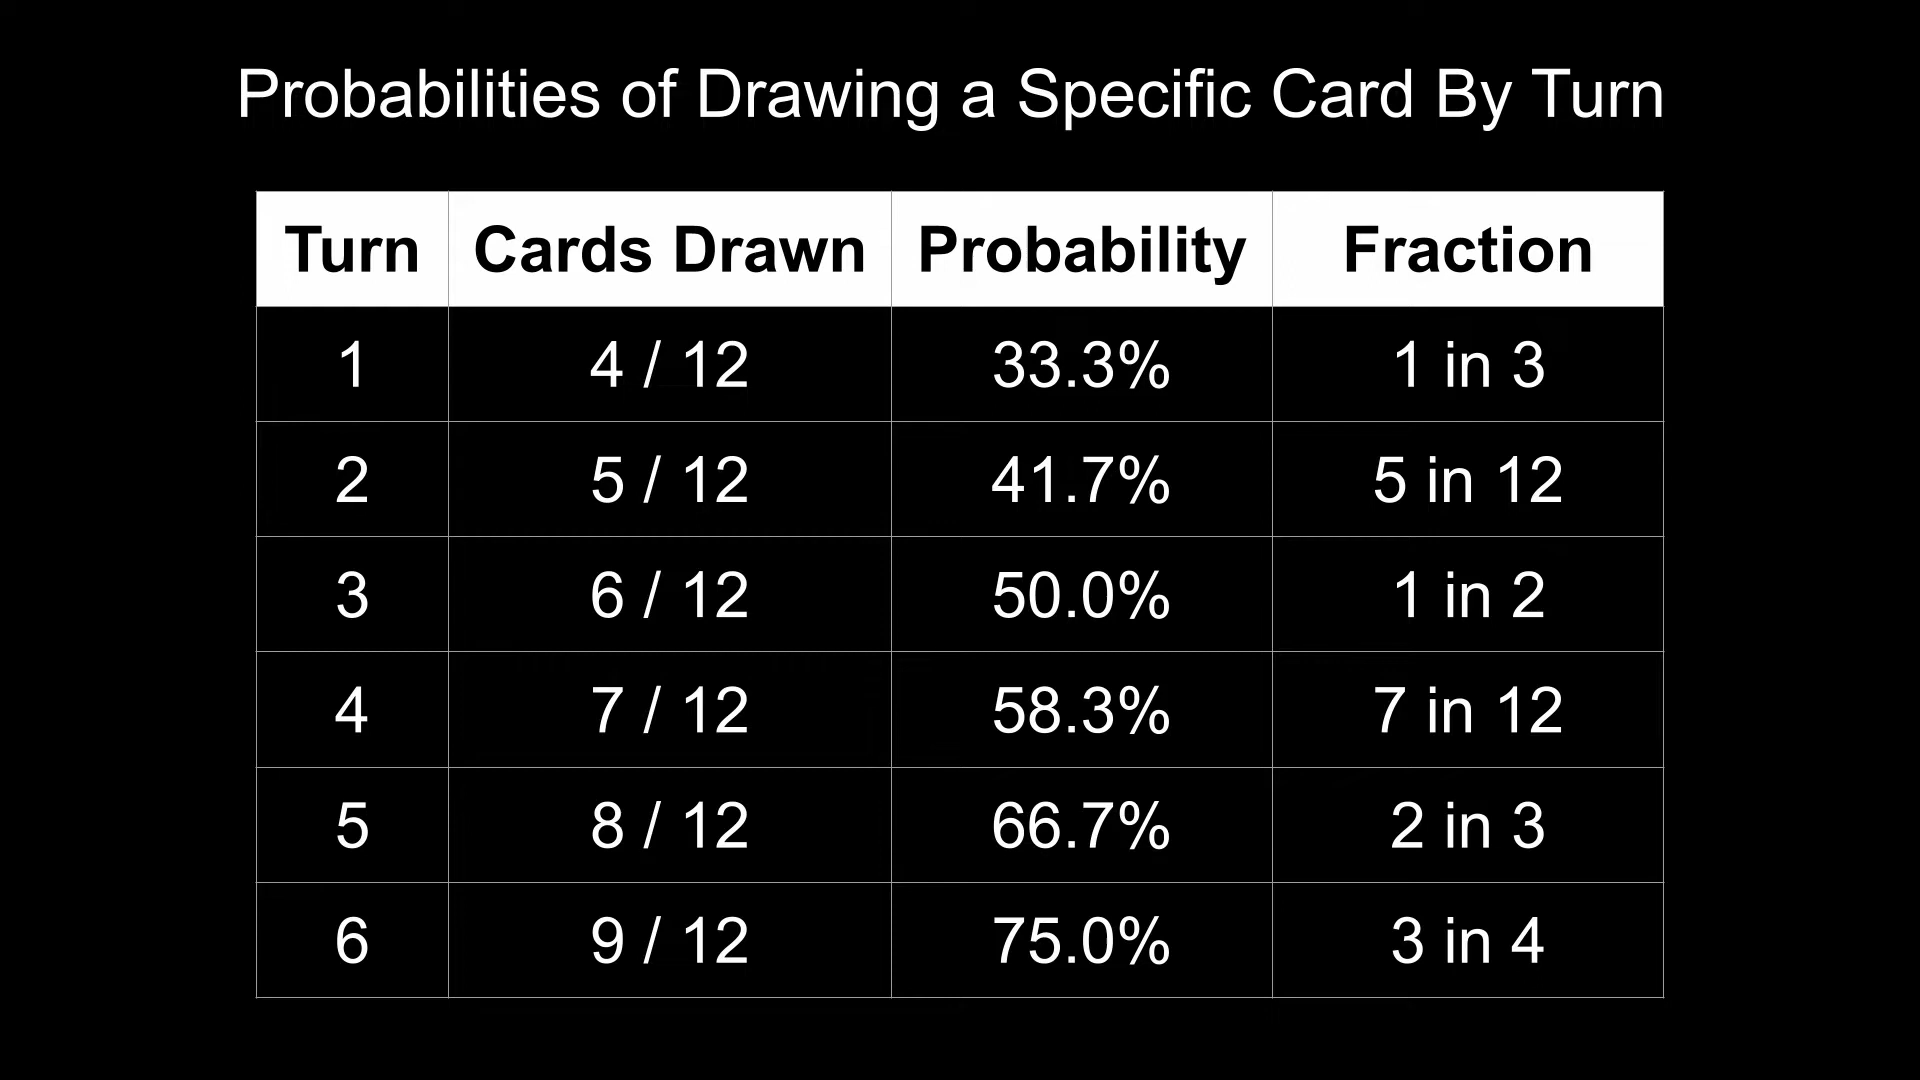 Probabilities of Drawing a Specific Card By Turn
Turn Cards Drawn Probability Fraction
1 4 / 12 33.3% 1 in 3
2 5 / 12 41.7% 5 in 12
3 6 / 12 50.0% 1 in 2
4 7 / 12 58.3% 7 in 12
5 8 / 12 66.7% 2 in 3
6 9 / 12 75.0% 3 in 4